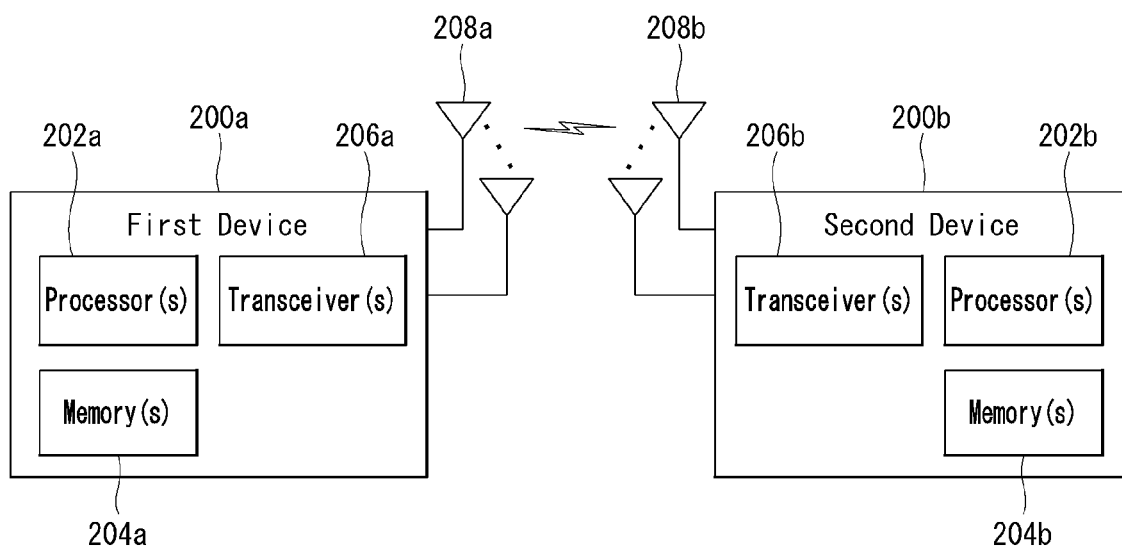 208a 208b
202a 200a 206a 206b 200b 202b
First Device Second Device
Processor(s) Transceiver(s) Transceiver(s) Processor(s)
Memory(s) Memory(s)
204a 204b